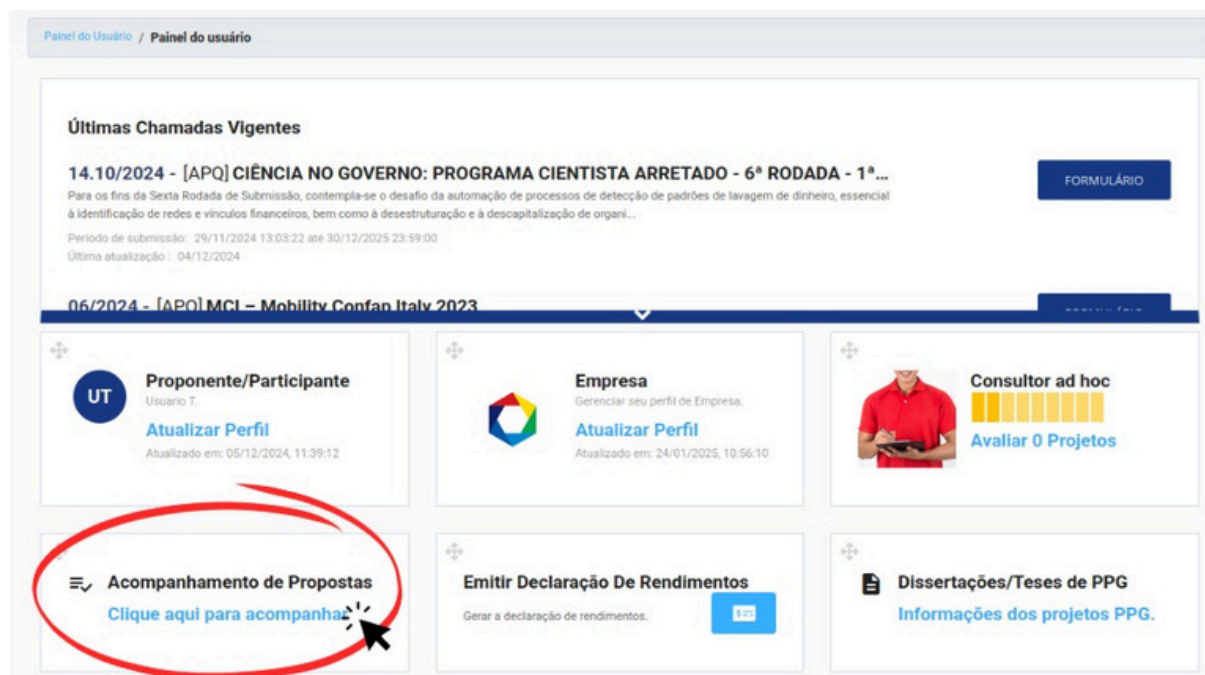 Painel do Usuário / Painel do usuário
Últimas Chamadas Vigentes
14.10/2024 - [APQ] CIÊNCIA NO GOVERNO: PROGRAMA CIENTISTA ARRETADO - 6ª RODADA - 1ª...
FORMULÁRIO
Para os fins da Sexta Rodada de Submissão, contempla-se o desafio da automação de processos de detecção de padrões de lavagem de dinheiro, essencial
à identificação de redes e vínculos financeiros, bem como à desestruturação e à descapitalização de organi...
Período de submissão: 29/11/2024 13:03:22 até 30/12/2025 23:59:00
Última atualização : 04/12/2024
06/2024 - [APQ] MCI – Mobility Confap Italy 2023
UT
Proponente/Participante
Usuario T.
Atualizar Perfil
Atualizado em: 05/12/2024, 11:39:12
Empresa
Gerenciar seu perfil de Empresa.
Atualizar Perfil
Atualizado em: 24/01/2025, 10:56:10
Consultor ad hoc
Avaliar 0 Projetos
Acompanhamento de Propostas
Clique aqui para acompanhar
Emitir Declaração De Rendimentos
Gerar a declaração de rendimentos.
Dissertações/Teses de PPG
Informações dos projetos PPG.